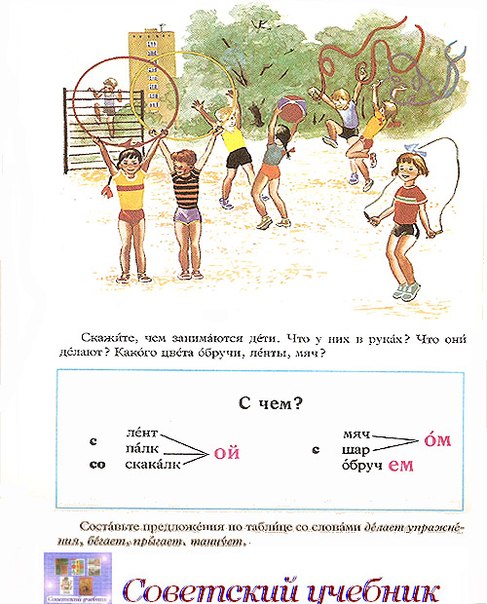 Скажи́те, чем занима́ются де́ти. Что у них в рука́х? Что они́
де́лают? Како́го цве́та о́бручи, ле́нты, мяч?
С чем?
с ле́нт
па́лк ой
со скака́лк
мяч
с шар о́м
о́бруч ем
Соста́вьте предложе́ния по табли́це со слова́ми де́лает упражне́-
ния, бе́гает, пры́гает, танцу́ет.
Советский учебник
Советский учебник